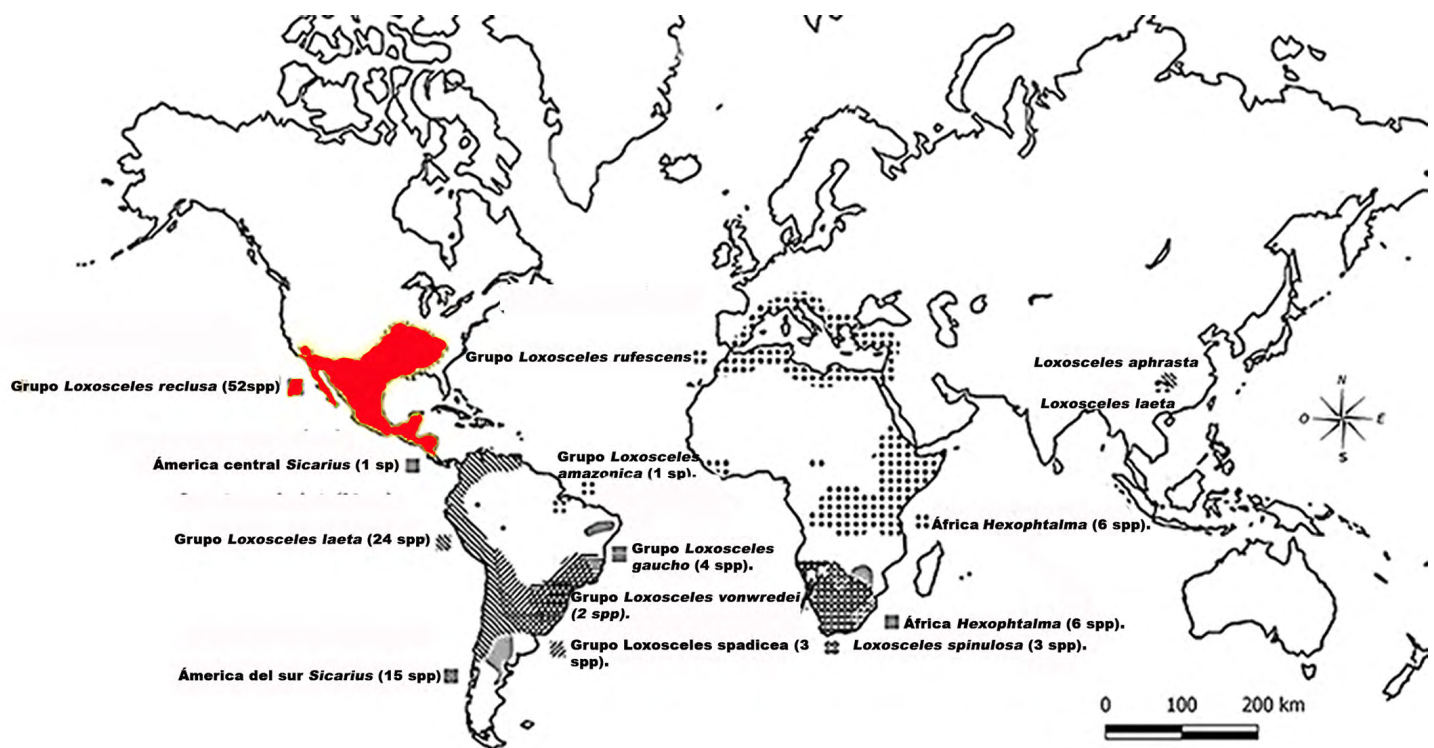 Grupo Loxosceles rufescens
Loxosceles aphrasta
Grupo Loxosceles reclusa (52spp)
Loxosceles laeta
N
O
E
S
Grupo Loxosceles
amazonica (1 sp).
América central Sicarius (1 sp)
África Hexophtalma (6 spp).
Grupo Loxosceles laeta (24 spp)
Grupo Loxosceles
gaucho (4 spp).
Grupo Loxosceles vonwredei
(2 spp).
África Hexophtalma (6 spp).
Grupo Loxosceles spadicea (3
spp).
Loxosceles spinulosa (3 spp).
Ámerica del sur Sicarius (15 spp)
0 100 200 km